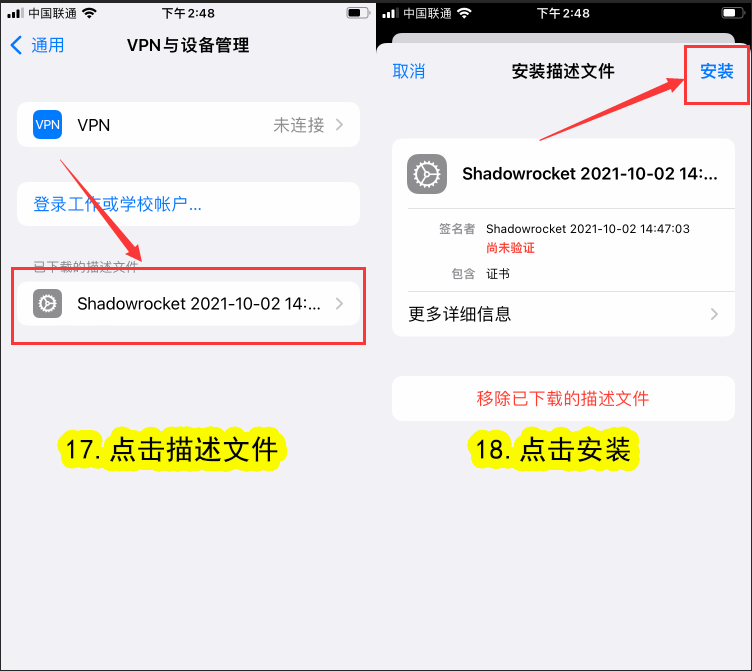 中国联通
下午2:48
通用
VPN与设备管理
VPN
VPN
未连接
登录工作或学校帐户...
已下载的描述文件
Shadowrocket 2021-10-02 14:...
17. 点击描述文件
中国联通
下午2:48
取消
安装描述文件
安装
Shadowrocket 2021-10-02 14:...
签名者 Shadowrocket 2021-10-02 14:47:03
尚未验证
包含 证书
更多详细信息
移除已下载的描述文件
18. 点击安装